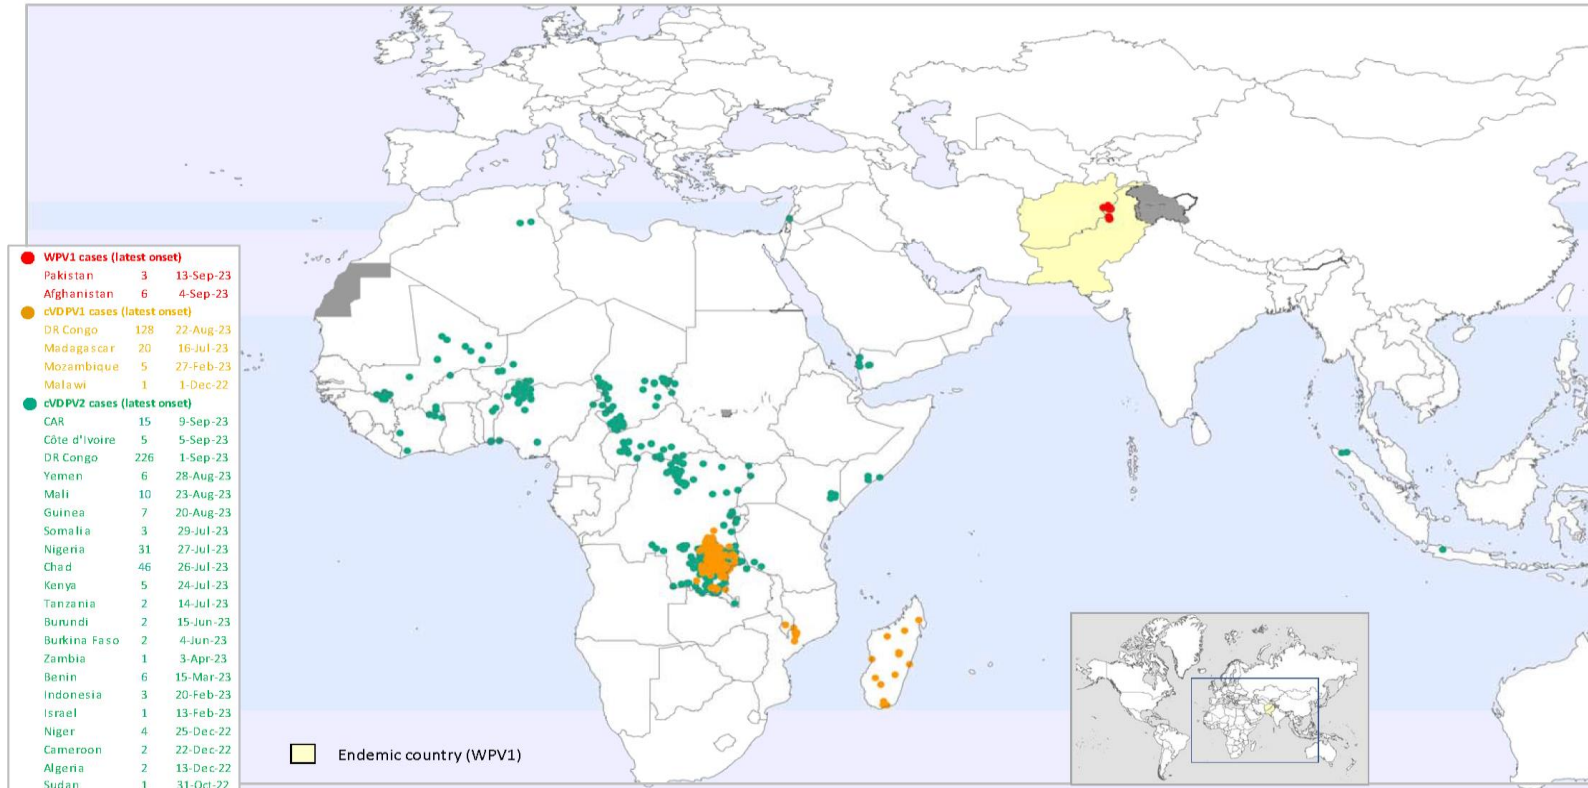 WPV1 cases (latest onset)
Pakistan 3 13-Sep-23
Afghanistan 6 4-Sep-23
cVDPV1 cases (latest onset)
DR Congo 128 22-Aug-23
Madagascar 20 16-Jul-23
Mozambique 5 27-Feb-23
Malawi 1 1-Dec-22
cVDPV2 cases (latest onset)
CAR 15 9-Sep-23
Côte d'Ivoire 5 5-Sep-23
DR Congo 226 1-Sep-23
Yemen 6 28-Aug-23
Mali 10 23-Aug-23
Guinea 7 20-Aug-23
Somalia 3 29-Jul-23
Nigeria 31 27-Jul-23
Chad 46 26-Jul-23
Kenya 5 24-Jul-23
Tanzania 2 14-Jul-23
Burundi 2 15-Jun-23
Burkina Faso 2 4-Jun-23
Zambia 1 3-Apr-23
Benin 6 15-Mar-23
Indonesia 3 20-Feb-23
Israel 1 13-Feb-23
Niger 4 25-Dec-22
Cameroon 2 22-Dec-22
Algeria 2 13-Dec-22
Sudan 1 31-Oct-22
Endemic country (WPV1)